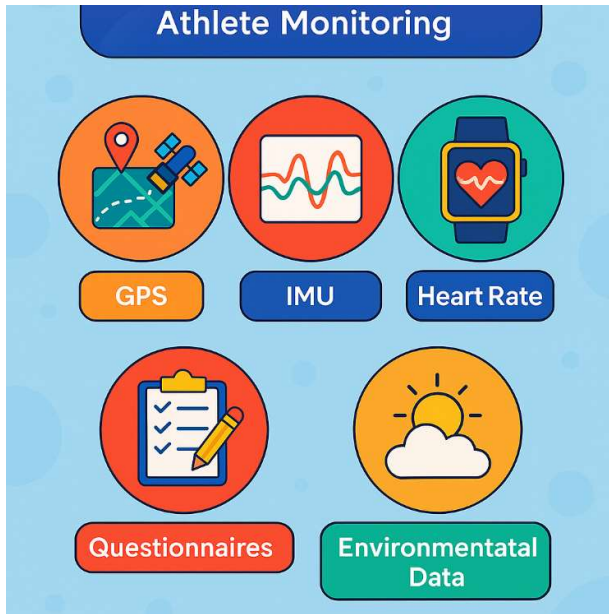 Athlete Monitoring
GPS
IMU
Heart Rate
Questionnaires
Environmentatal
Data